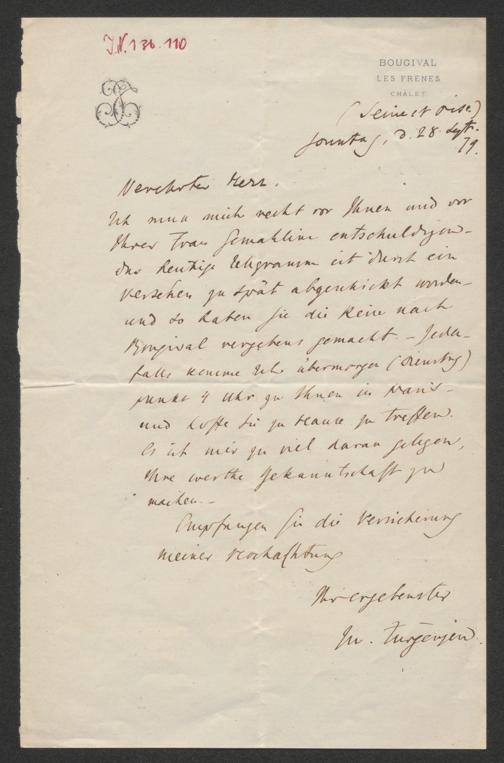 I.N. 136.110
BOUGIVAL
LES FRÊNES
CHÂLET
(Seine et Oise)
Sonntag, d. 28. Sept.
79.
Verehrter Herr.
Ich muss mich recht vor Ihnen und vor
Ihrer Frau Gemahlin entschuldigen –
das heutige Telegramm ist durch ein
Versehen zu spät abgeschickt worden –
und so haben Sie die Reise nach
Bougival vergebens gemacht. – Jeden-
falls komme ich übermorgen (Dienstag)
punkt 4 Uhr zu Ihnen in Paris –
und hoffe Sie zu Hause zu treffen.
Es ist mir zu viel daran gelegen,
Ihre werthe Bekanntschaft zu
machen. –
Empfangen Sie die Versicherung
meiner Hochachtung
Ihr ergebenster
Iw. Turgenjew